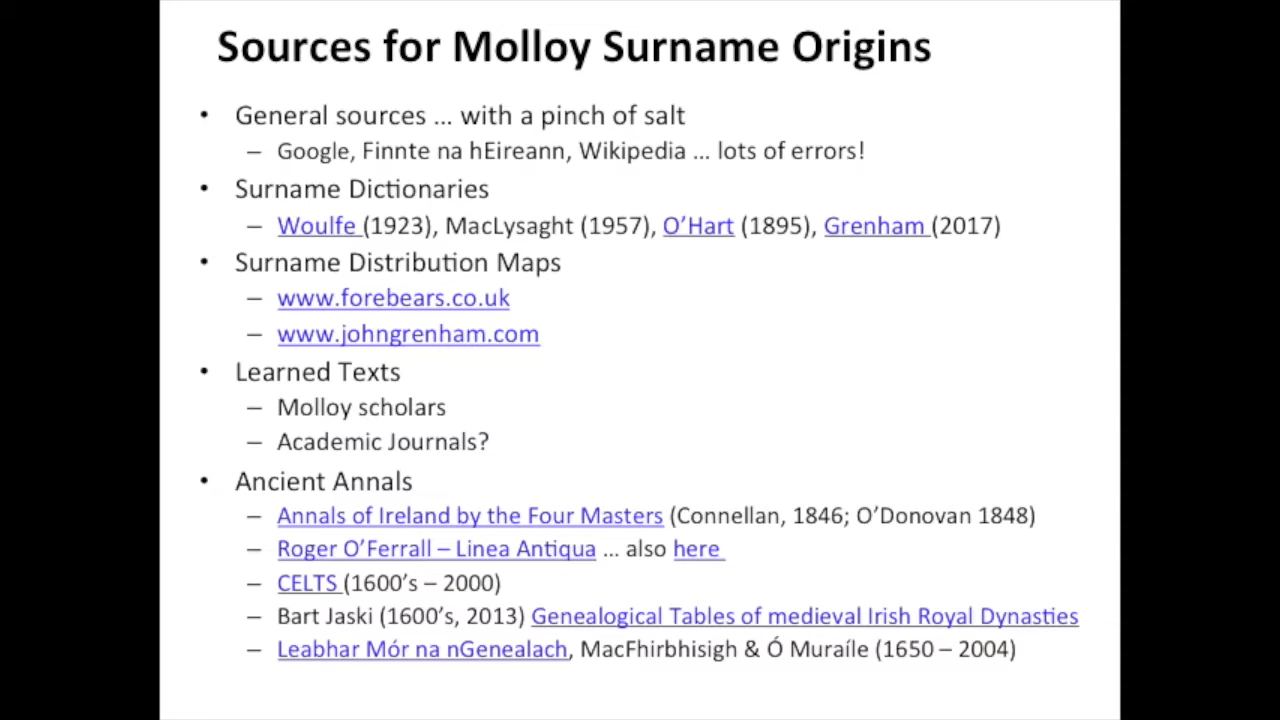 Sources for Molloy Surname Origins
• General sources ... with a pinch of salt
– Google, Finnte na hEireann, Wikipedia ... lots of errors!
• Surname Dictionaries
– Woulfe (1923), MacLysaght (1957), O'Hart (1895), Grenham (2017)
• Surname Distribution Maps
– www.forebears.co.uk
– www.johngrenham.com
• Learned Texts
– Molloy scholars
– Academic Journals?
• Ancient Annals
– Annals of Ireland by the Four Masters (Connellan, 1846; O'Donovan 1848)
– Roger O'Ferrall – Linea Antiqua ... also here
– CELTS (1600's – 2000)
– Bart Jaski (1600's, 2013) Genealogical Tables of medieval Irish Royal Dynasties
– Leabhar Mór na nGenealach, MacFhirbhisigh & Ó Muraíle (1650 – 2004)